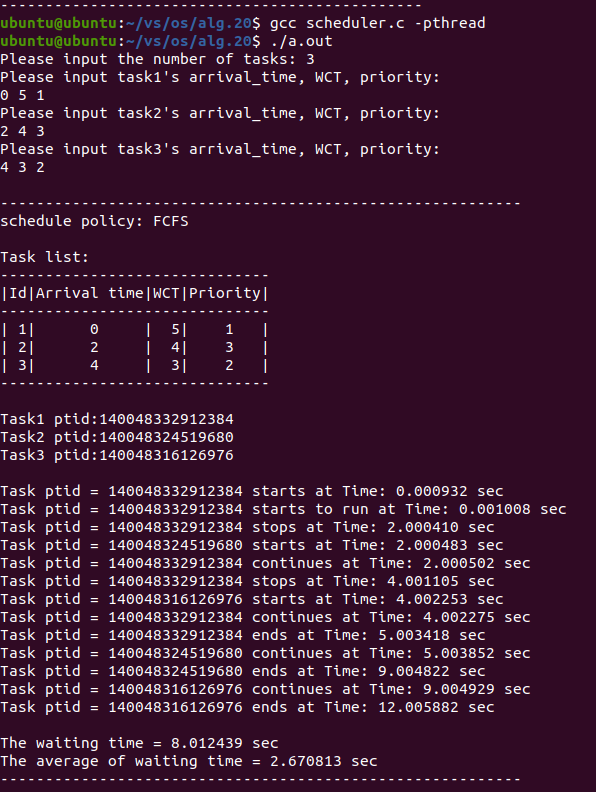 -----------------------------------------------
ubuntu@ubuntu:~/vs/os/alg.20$ gcc scheduler.c -pthread
ubuntu@ubuntu:~/vs/os/alg.20$ ./a.out
Please input the number of tasks: 3
Please input task1's arrival_time, WCT, priority:
0 5 1
Please input task2's arrival_time, WCT, priority:
2 4 3
Please input task3's arrival_time, WCT, priority:
4 3 2
----------------------------------------------------------
schedule policy: FCFS
Task list:
------------------------------
|Id|Arrival time|WCT|Priority|
------------------------------
| 1|      0     |  5|    1   |
| 2|      2     |  4|    3   |
| 3|      4     |  3|    2   |
------------------------------
Task1 ptid:140048332912384
Task2 ptid:140048324519680
Task3 ptid:140048316126976
Task ptid = 140048332912384 starts at Time: 0.000932 sec
Task ptid = 140048332912384 starts to run at Time: 0.001008 sec
Task ptid = 140048332912384 stops at Time: 2.000410 sec
Task ptid = 140048324519680 starts at Time: 2.000483 sec
Task ptid = 140048332912384 continues at Time: 2.000502 sec
Task ptid = 140048332912384 stops at Time: 4.001105 sec
Task ptid = 140048316126976 starts at Time: 4.002253 sec
Task ptid = 140048332912384 continues at Time: 4.002275 sec
Task ptid = 140048332912384 ends at Time: 5.003418 sec
Task ptid = 140048324519680 continues at Time: 5.003852 sec
Task ptid = 140048324519680 ends at Time: 9.004822 sec
Task ptid = 140048316126976 continues at Time: 9.004929 sec
Task ptid = 140048316126976 ends at Time: 12.005882 sec
The waiting time = 8.012439 sec
The average of waiting time = 2.670813 sec
----------------------------------------------------------